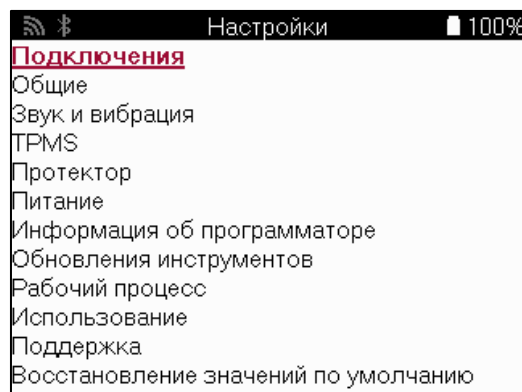 Настройки 100%
Подключения
Общие
Звук и вибрация
TPMS
Протектор
Питание
Информация об программаторе
Обновления инструментов
Рабочий процесс
Использование
Поддержка
Восстановление значений по умолчанию